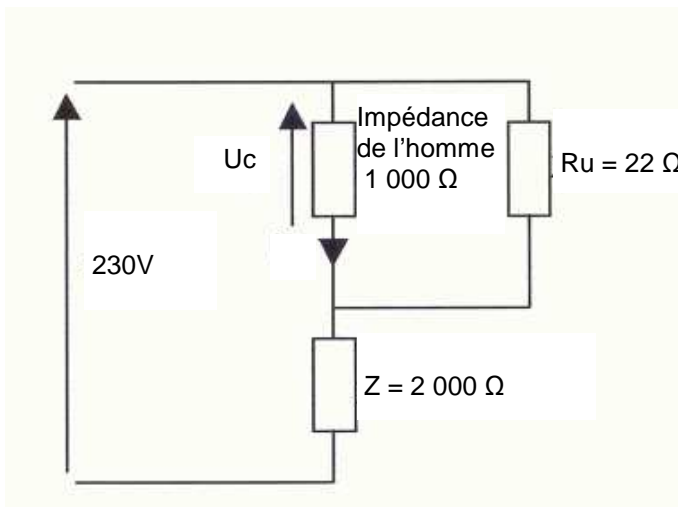 Impédance
de l'homme
1 000 Ω
Uc
Ru = 22 Ω
230V
Z = 2 000 Ω